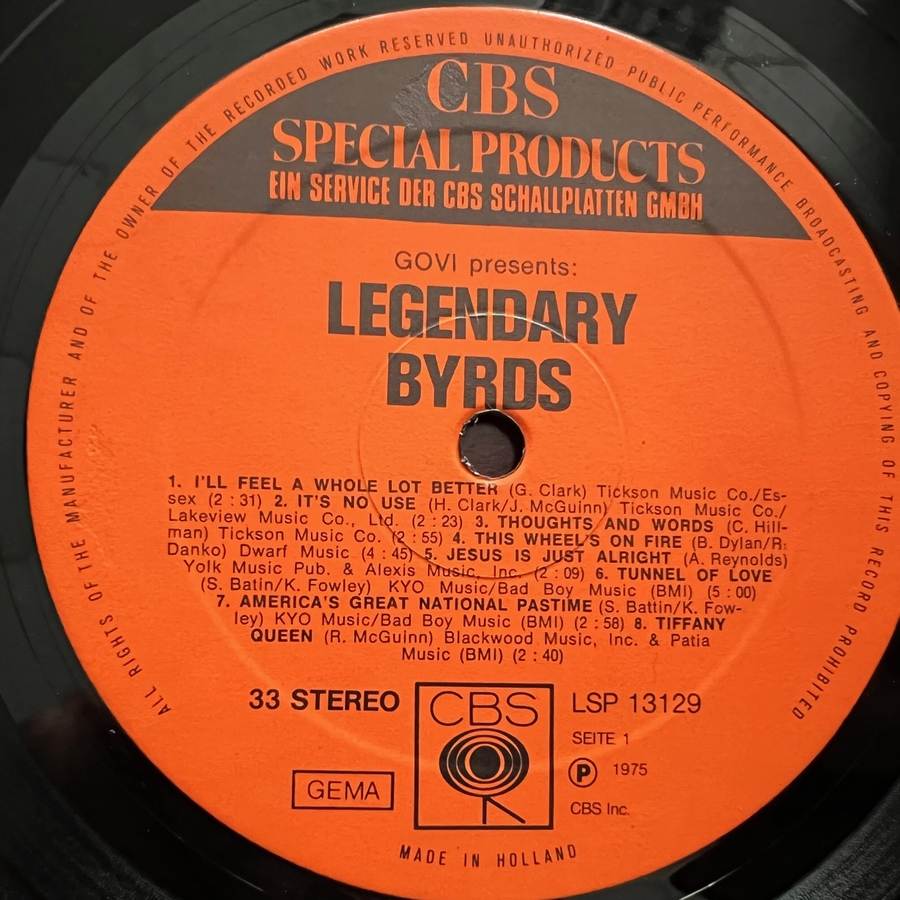 ALL RIGHTS OF THE MANUFACTURER AND OF THE OWNER OF THE RECORDED WORK RESERVED UNAUTHORIZED PUBLIC PERFORMANCE BROADCASTING AND COPYING OF THIS RECORD PROHIBITED
CBS
SPECIAL PRODUCTS
EIN SERVICE DER CBS SCHALLPLATTEN GMBH
GOVI presents:
LEGENDARY
BYRDS
1. I'LL FEEL A WHOLE LOT BETTER (G. Clark) Tickson Music Co./Es-
sex (2 : 31) 2. IT'S NO USE (H. Clark/J. McGuinn) Tickson Music Co./
Lakeview Music Co., Ltd. (2 : 23) 3. THOUGHTS AND WORDS (C. Hill-
man) Tickson Music Co. (2 : 55) 4. THIS WHEEL'S ON FIRE (B. Dylan/R.
Danko) Dwarf Music (4 : 45) 5. JESUS IS JUST ALRIGHT (A. Reynolds)
Yolk Music Pub. & Alexis Music, Inc. (2 : 09) 6. TUNNEL OF LOVE
(S. Batin/K. Fowley) KYO Music/Bad Boy Music (BMI) (5 : 00)
7. AMERICA'S GREAT NATIONAL PASTIME (S. Battin/K. Fow-
ley) KYO Music/Bad Boy Music (BMI) (2 : 58) 8. TIFFANY
QUEEN (R. McGuinn) Blackwood Music, Inc. & Patia
Music (BMI) (2 : 40)
33 STEREO
CBS
LSP 13129
SEITE 1
GEMA
P 1975
CBS Inc.
MADE IN HOLLAND